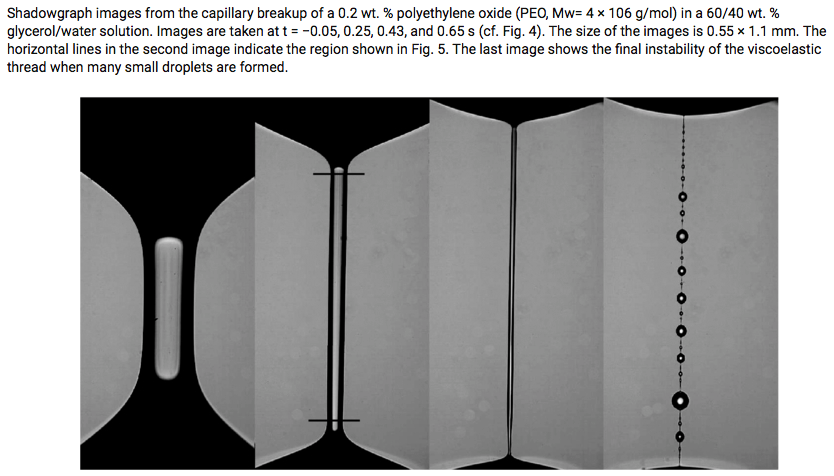 Shadowgraph images from the capillary breakup of a 0.2 wt. % polyethylene oxide (PEO, Mw= 4 × 106 g/mol) in a 60/40 wt. %
glycerol/water solution. Images are taken at t = −0.05, 0.25, 0.43, and 0.65 s (cf. Fig. 4). The size of the images is 0.55 × 1.1 mm. The
horizontal lines in the second image indicate the region shown in Fig. 5. The last image shows the final instability of the viscoelastic
thread when many small droplets are formed.